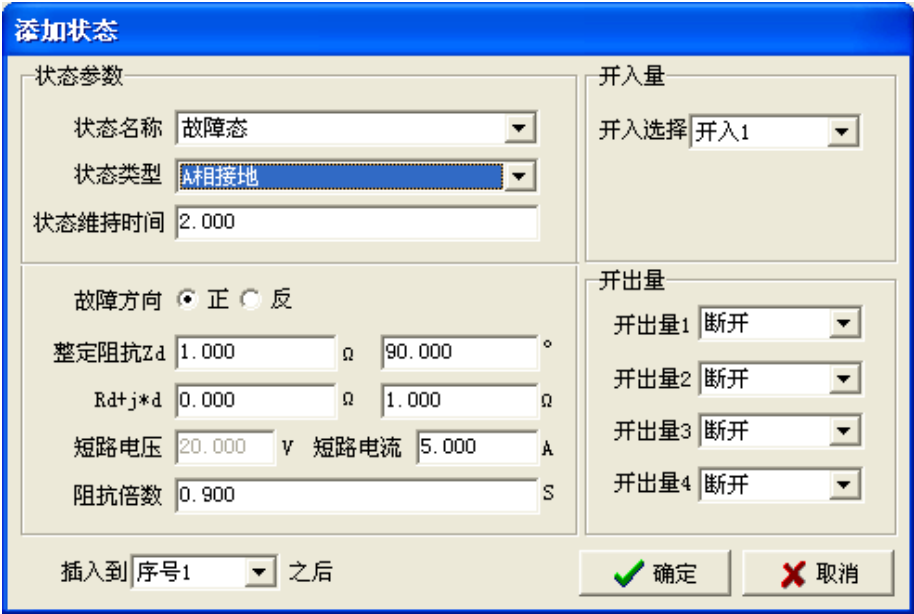 添加状态
状态参数
状态名称 故障态
状态类型 A相接地
状态维持时间 2.000
故障方向 正 反
整定阻抗Zd 1.000 Ω 90.000 °
Rd+j*d 0.000 Ω 1.000 Ω
短路电压 20.000 V 短路电流 5.000 A
阻抗倍数 0.900 S
开入量
开入选择 开入1
开出量
开出量1 断开
开出量2 断开
开出量3 断开
开出量4 断开
插入到 序号1 之后
确定 取消